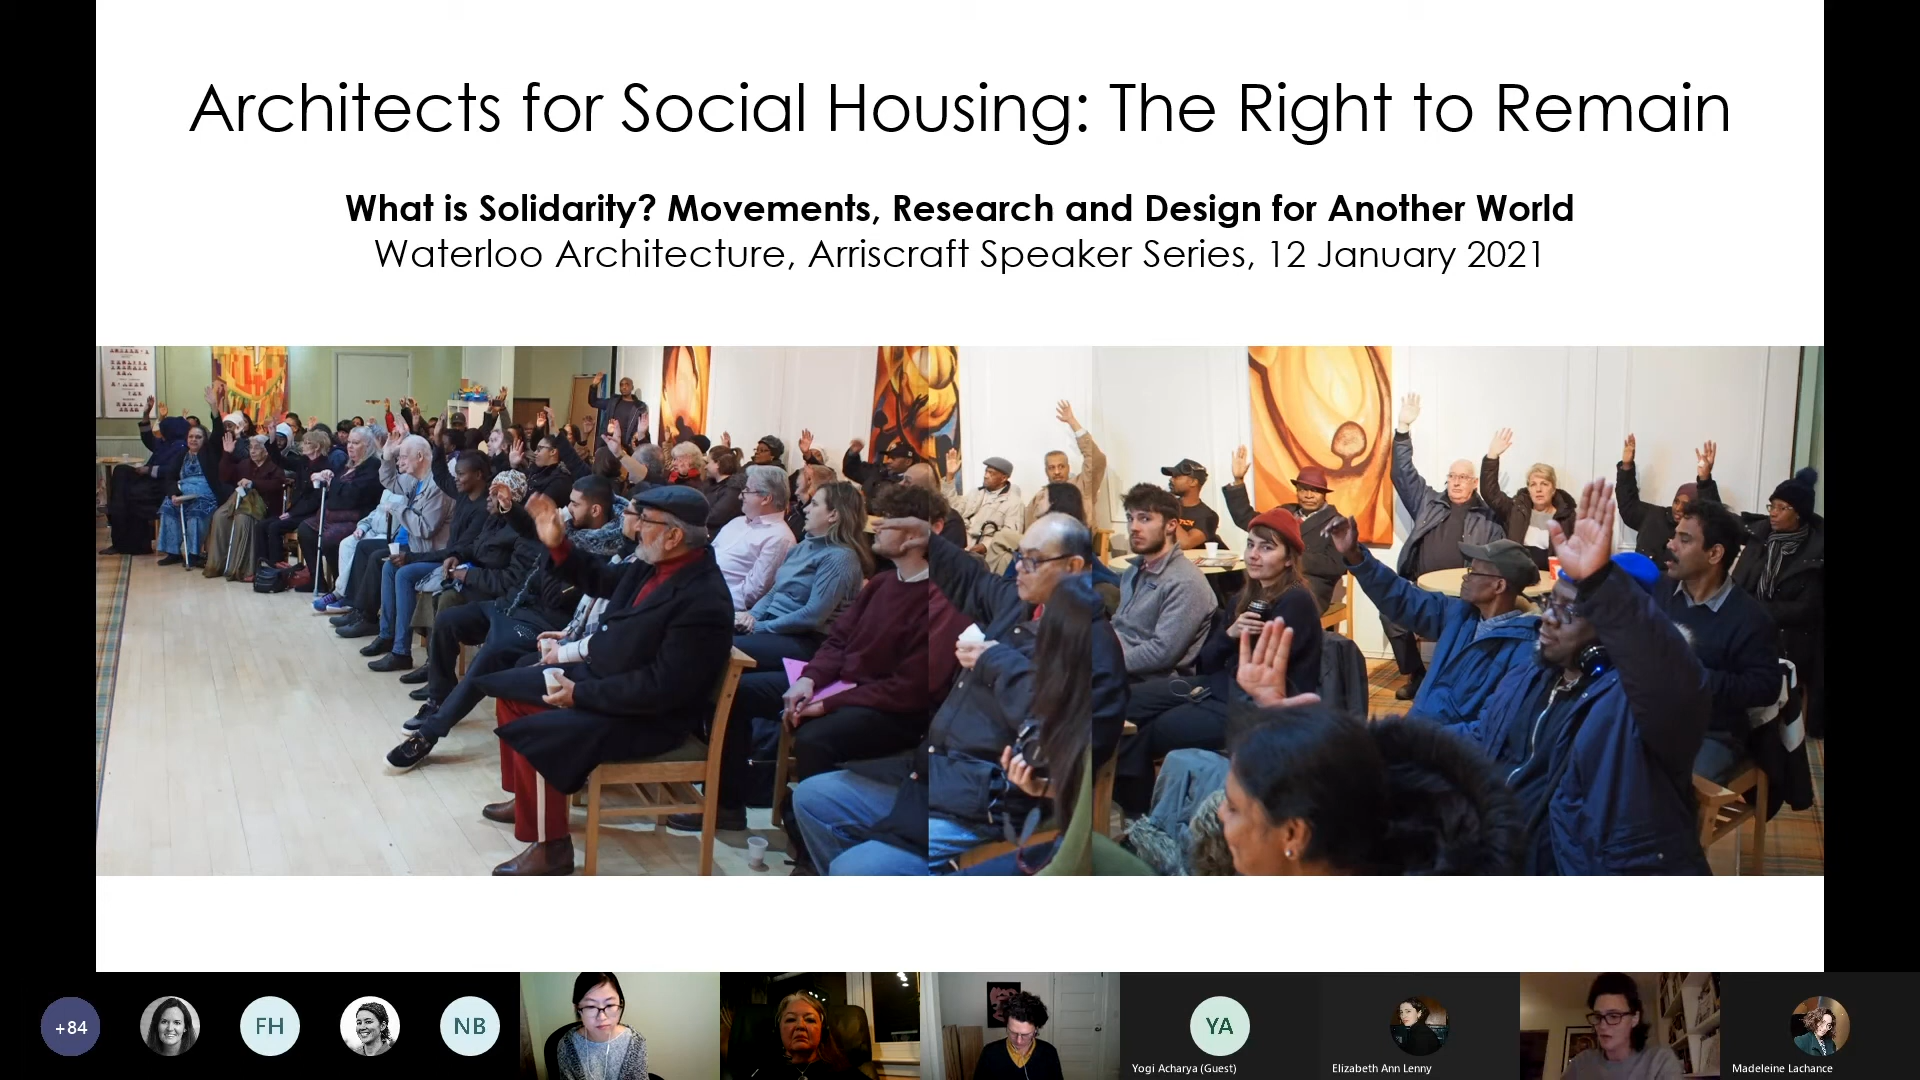 Architects for Social Housing: The Right to Remain
What is Solidarity? Movements, Research and Design for Another World
Waterloo Architecture, Arriscraft Speaker Series, 12 January 2021
+84
FH
NB
YA
Yogi Acharya (Guest)
Elizabeth Ann Lenny
Madeleine Lachance